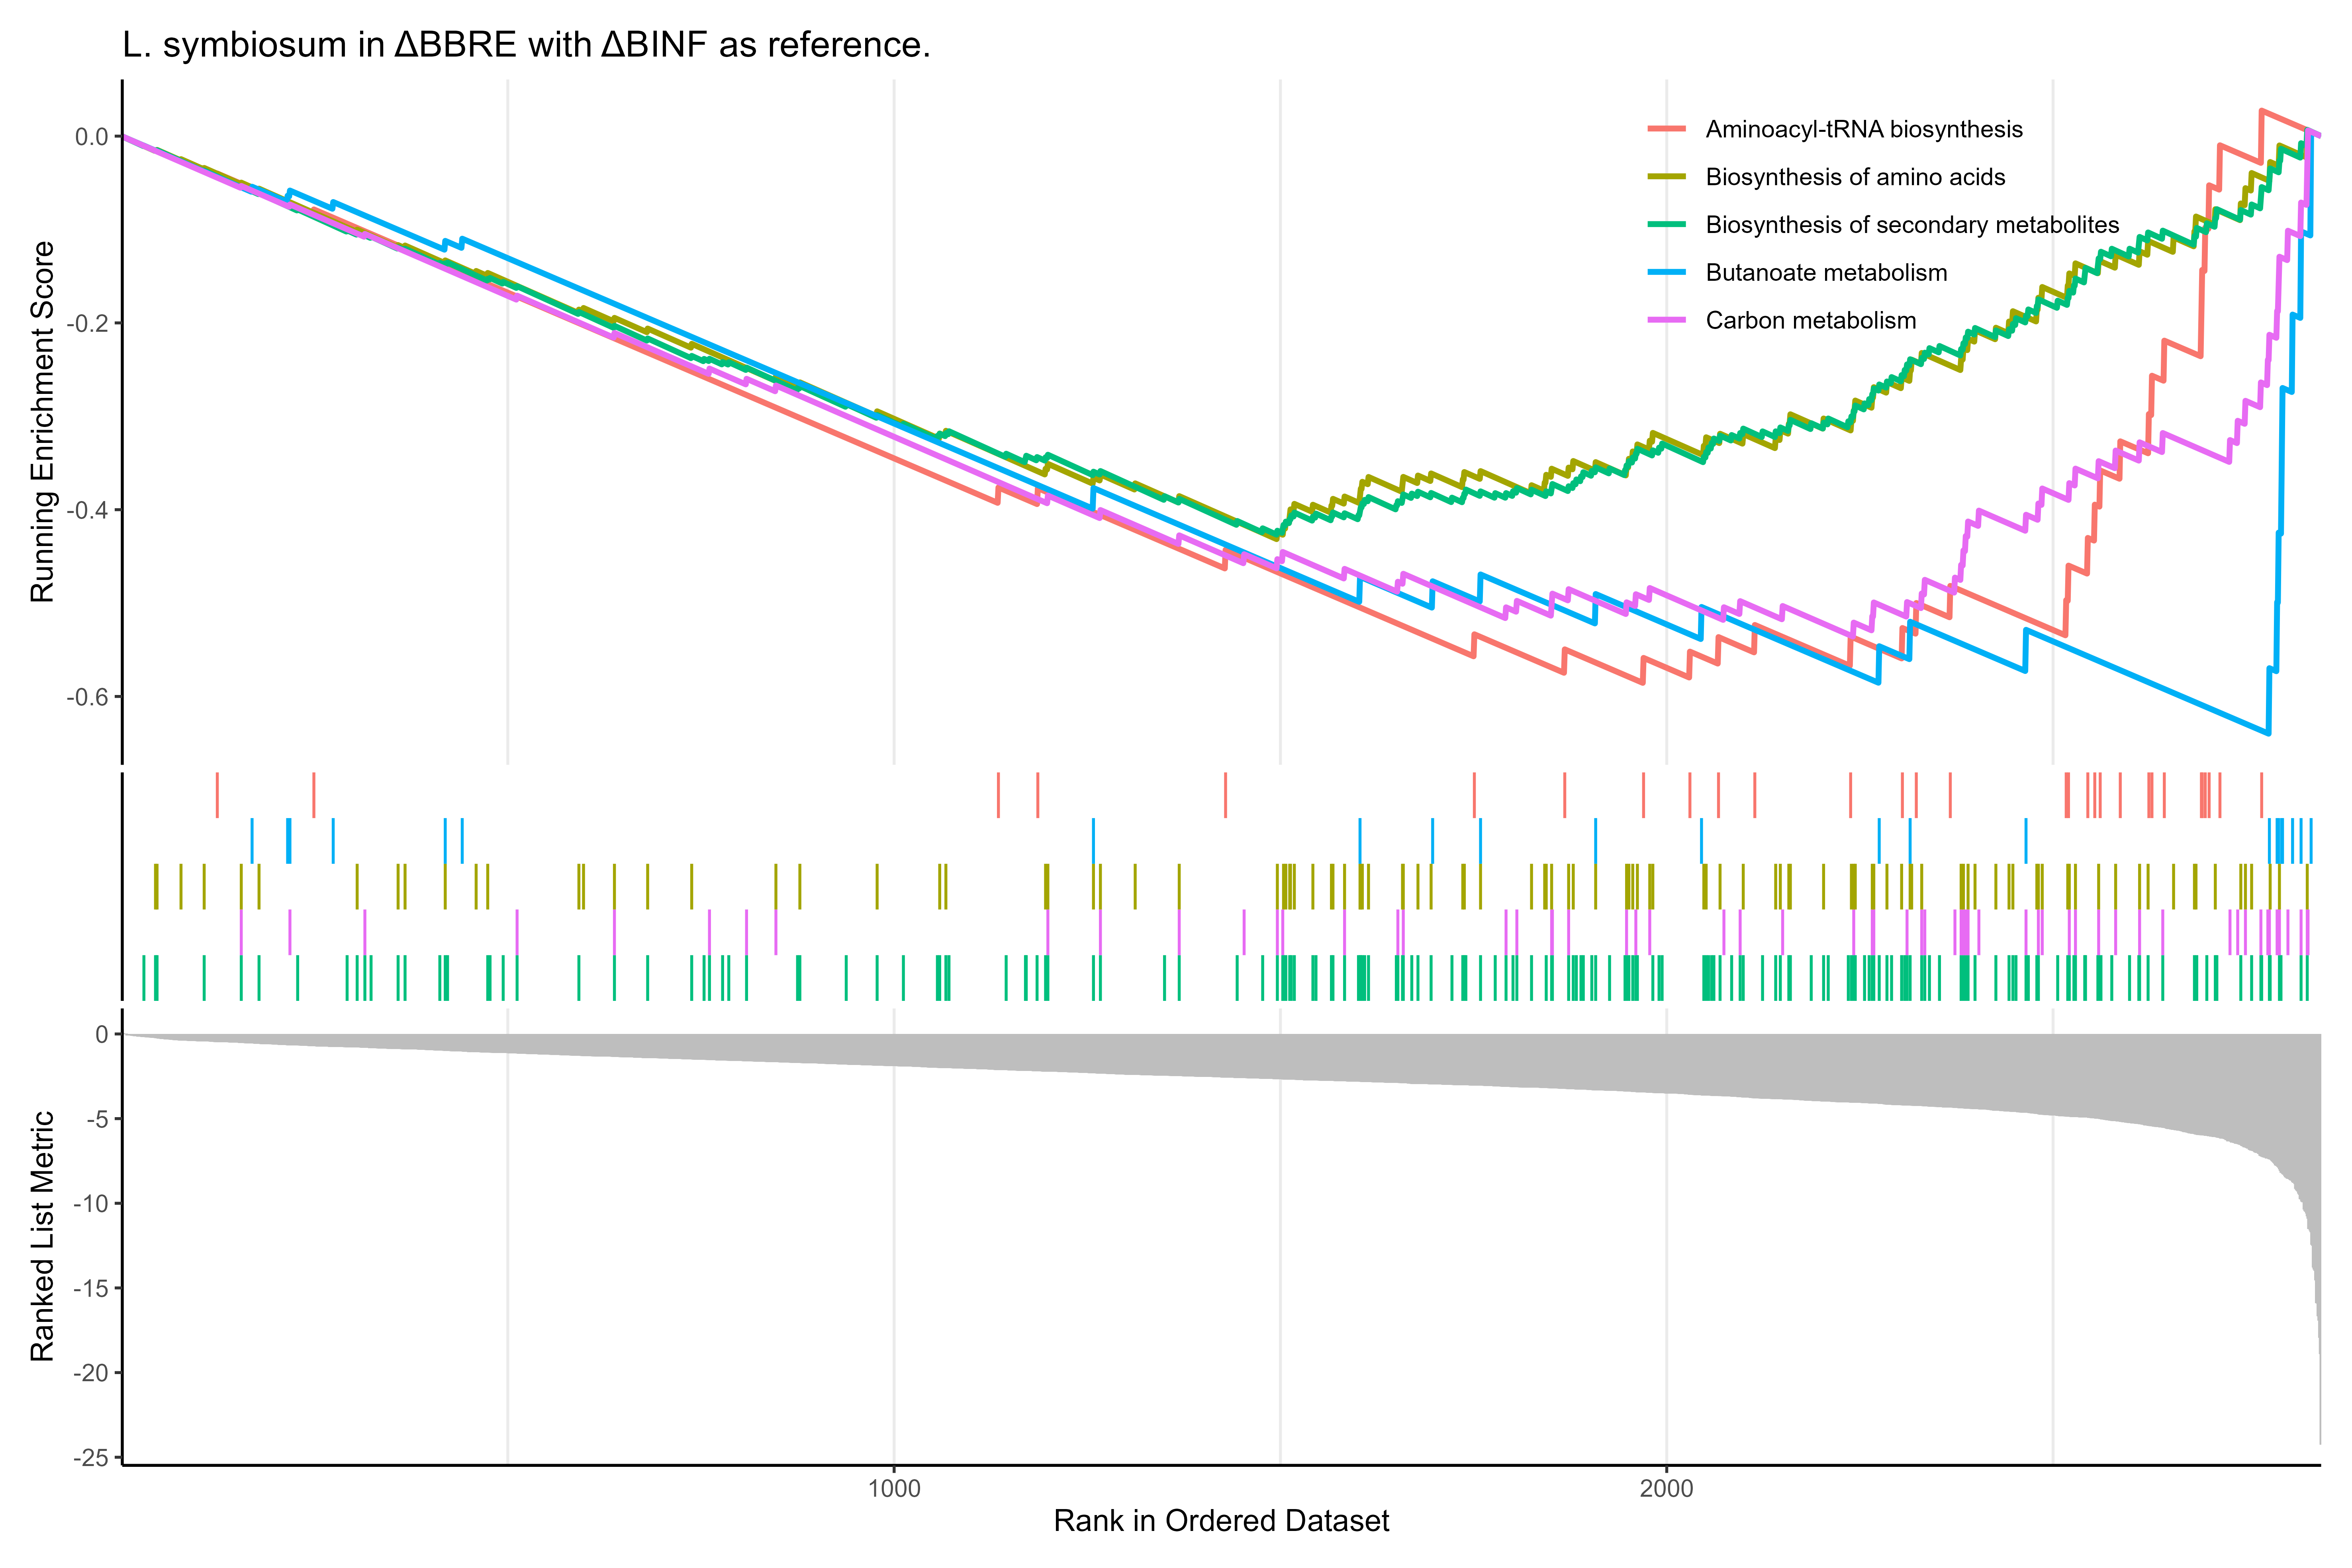 L. symbiosum in ΔBBRE with ΔBINF as reference.
Running Enrichment Score
0.0
-0.2
-0.4
-0.6
Aminoacyl-tRNA biosynthesis
Biosynthesis of amino acids
Biosynthesis of secondary metabolites
Butanoate metabolism
Carbon metabolism
Ranked List Metric
0
-5
-10
-15
-20
-25
1000
2000
Rank in Ordered Dataset